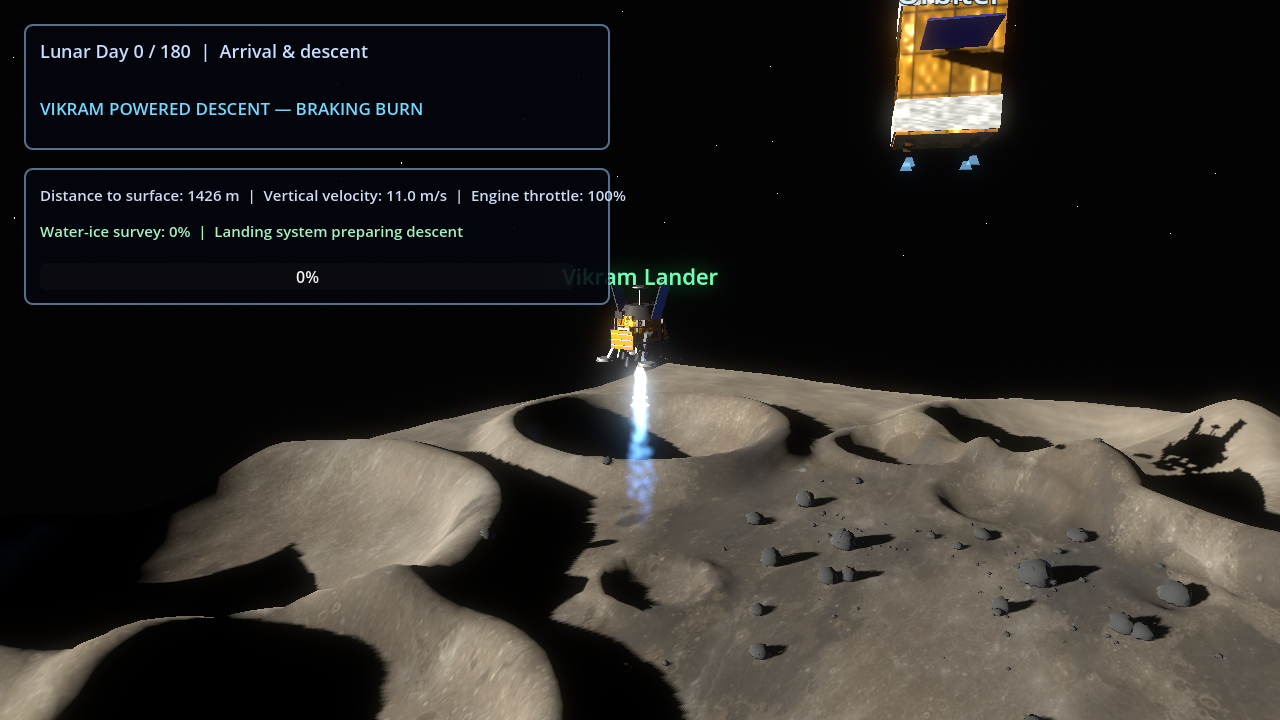 Orbiter
Lunar Day 0 / 180 | Arrival & descent
VIKRAM POWERED DESCENT — BRAKING BURN
Distance to surface: 1426 m | Vertical velocity: 11.0 m/s | Engine throttle: 100%
Water-ice survey: 0% | Landing system preparing descent
0%
Vikram Lander